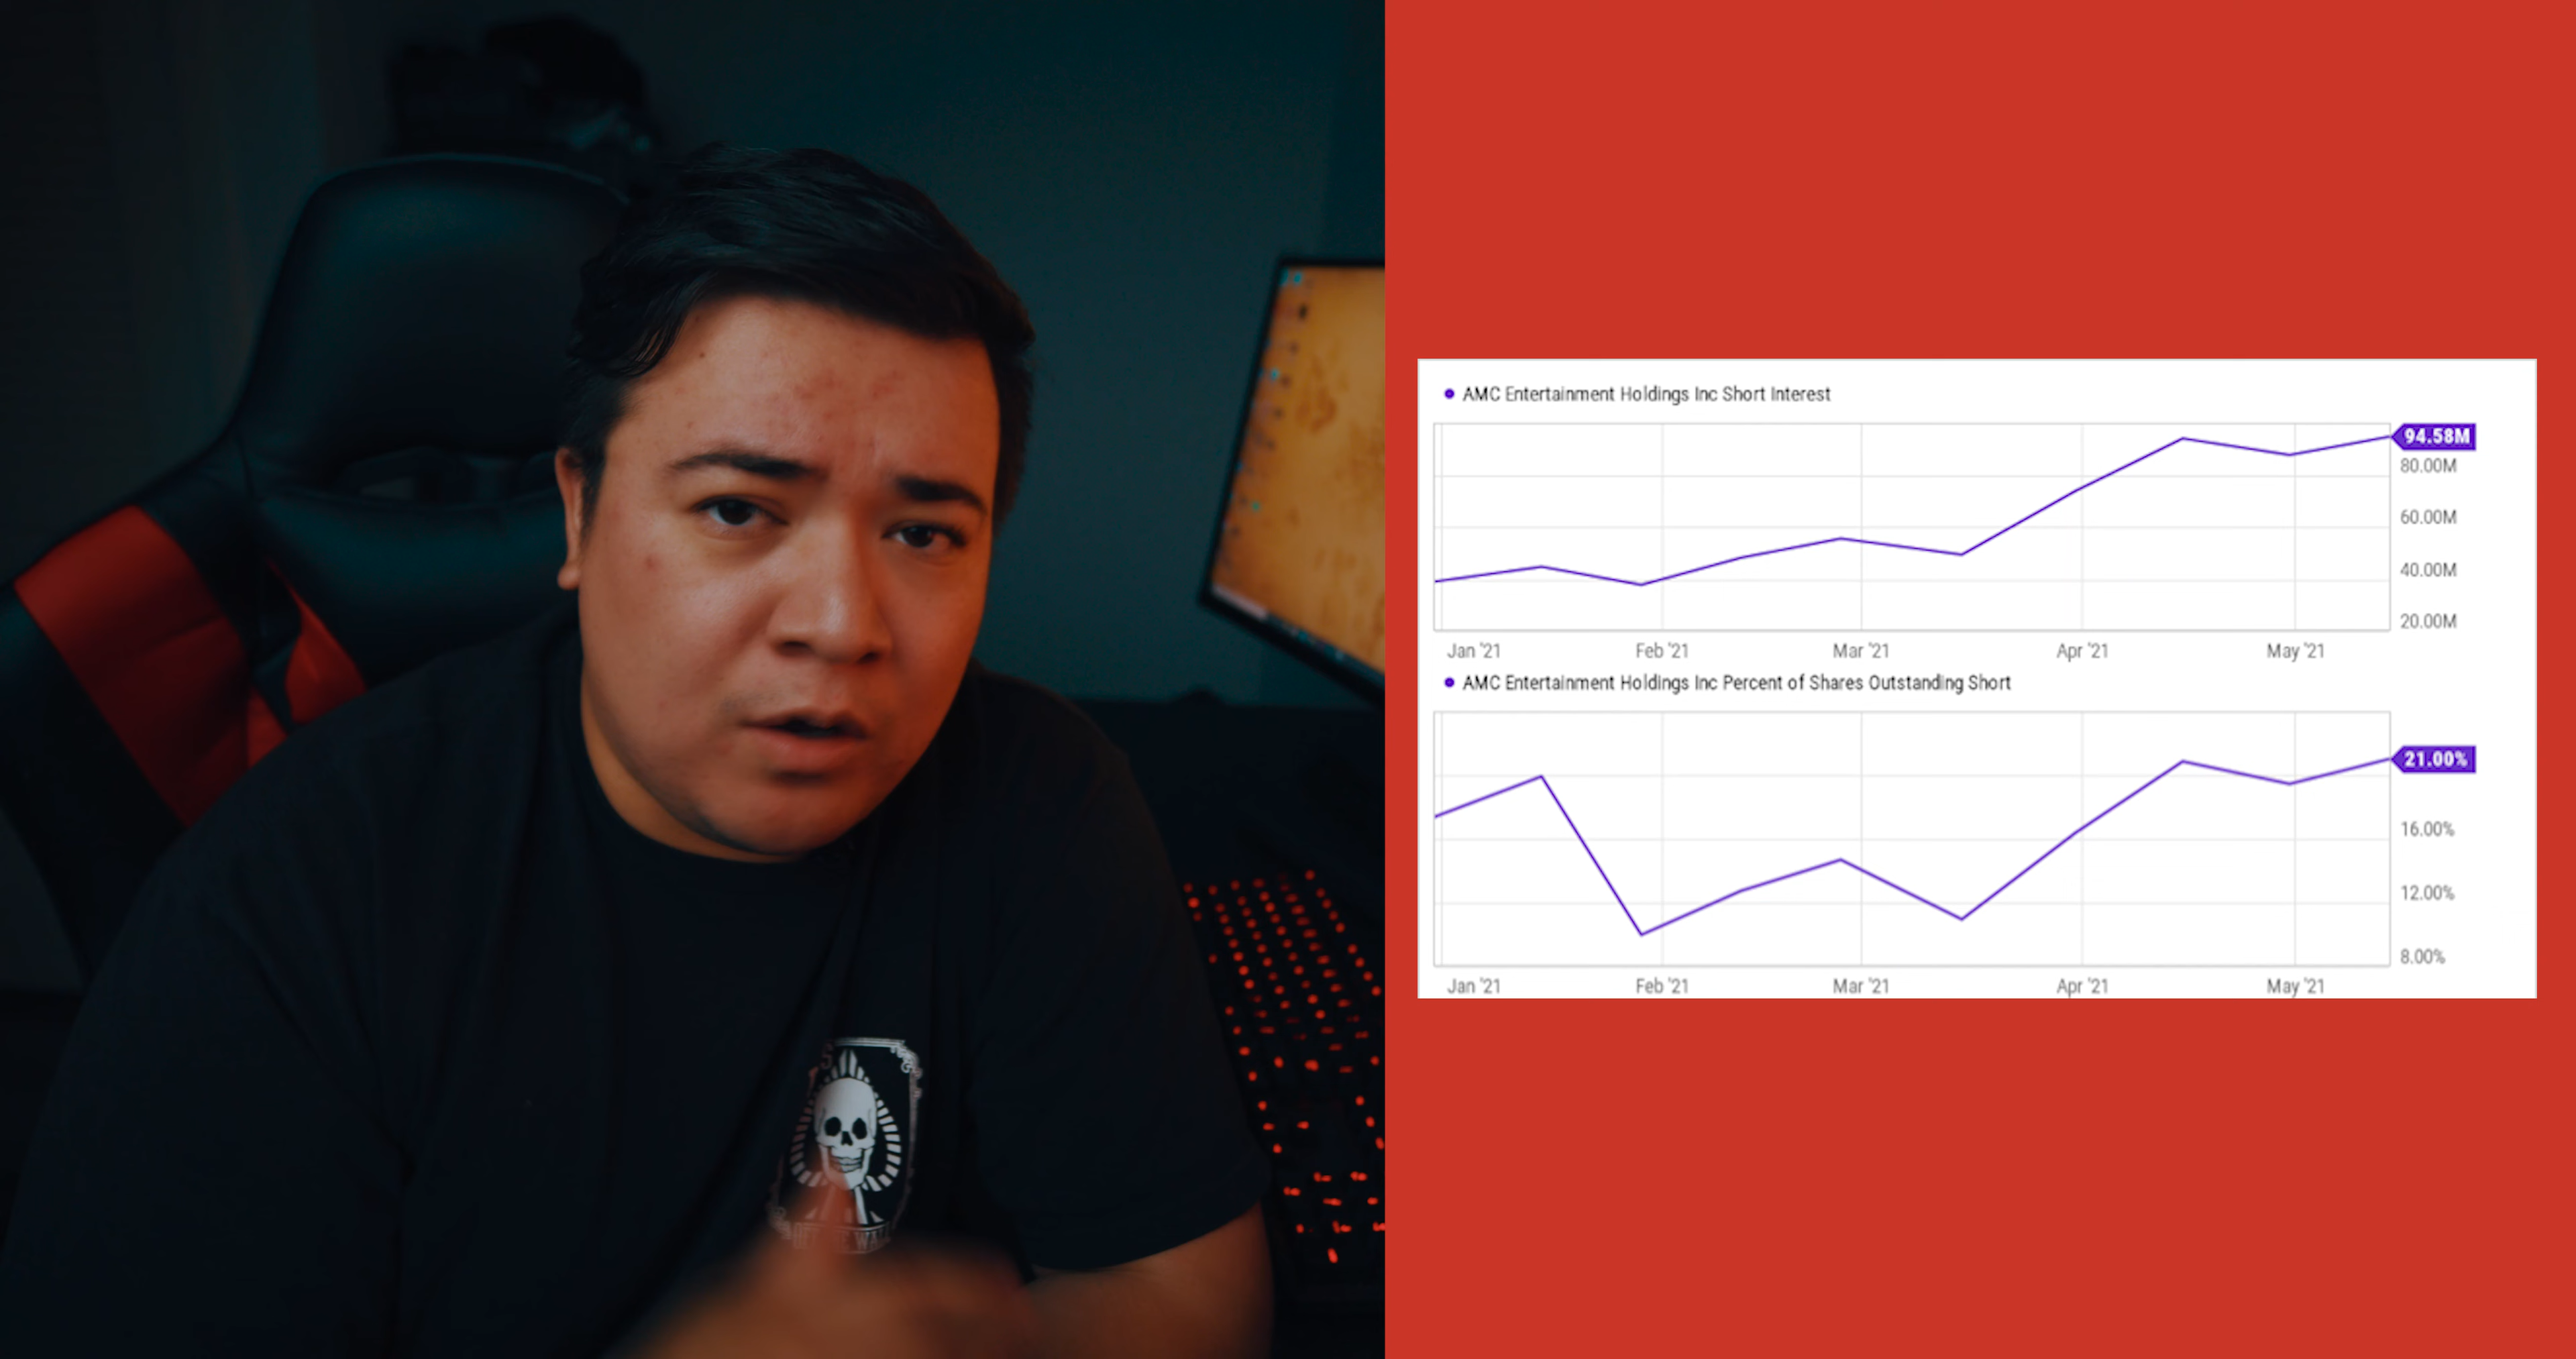 AMC Entertainment Holdings Inc Short Interest
94.58M
80.00M
60.00M
40.00M
20.00M
Jan '21 Feb '21 Mar '21 Apr '21 May '21
AMC Entertainment Holdings Inc Percent of Shares Outstanding Short
21.00%
16.00%
12.00%
8.00%
Jan '21 Feb '21 Mar '21 Apr '21 May '21